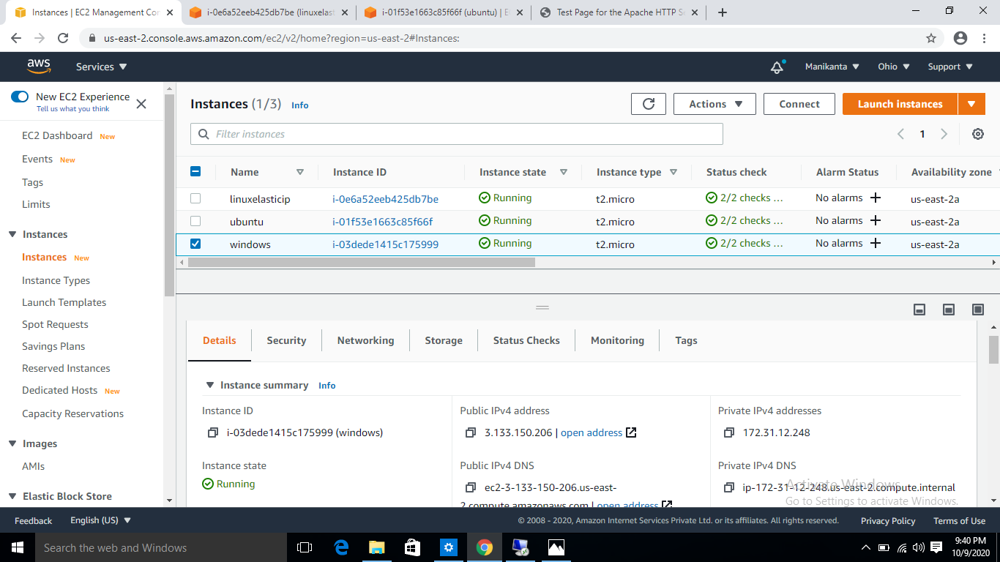 Instances | EC2 Management Con
i-0e6a52eeb425db7be (linuxelast
i-01f53e1663c85f66f (ubuntu) | E
Test Page for the Apache HTTP Se
us-east-2.console.aws.amazon.com/ec2/v2/home?region=us-east-2#Instances:
aws
Services
Manikanta
Ohio
Support
New EC2 Experience
Tell us what you think
EC2 Dashboard New
Events New
Tags
Limits
Instances
Instances New
Instance Types
Launch Templates
Spot Requests
Savings Plans
Reserved Instances
Dedicated Hosts New
Capacity Reservations
Images
AMIs
Elastic Block Store
Instances (1/3) Info
Actions
Connect
Launch instances
Filter instances
1
Name Instance ID Instance state Instance type Status check Alarm Status Availability zone
linuxelasticip i-0e6a52eeb425db7be Running t2.micro 2/2 checks ... No alarms + us-east-2a
ubuntu i-01f53e1663c85f66f Running t2.micro 2/2 checks ... No alarms + us-east-2a
windows i-03dede1415c175999 Running t2.micro 2/2 checks ... No alarms + us-east-2a
Details Security Networking Storage Status Checks Monitoring Tags
Instance summary Info
Instance ID
i-03dede1415c175999 (windows)
Public IPv4 address
3.133.150.206 | open address
Private IPv4 addresses
172.31.12.248
Instance state
Running
Public IPv4 DNS
ec2-3-133-150-206.us-east-
2.compute.amazonaws.com | open address
Private IPv4 DNS
ip-172-31-12-248.us-east-2.compute.internal
Activate Windows
Go to Settings to activate Windows.
Feedback
English (US)
© 2008 - 2020, Amazon Internet Services Private Ltd. or its affiliates. All rights reserved.
Privacy Policy
Terms of Use
Search the web and Windows
9:40 PM
10/9/2020